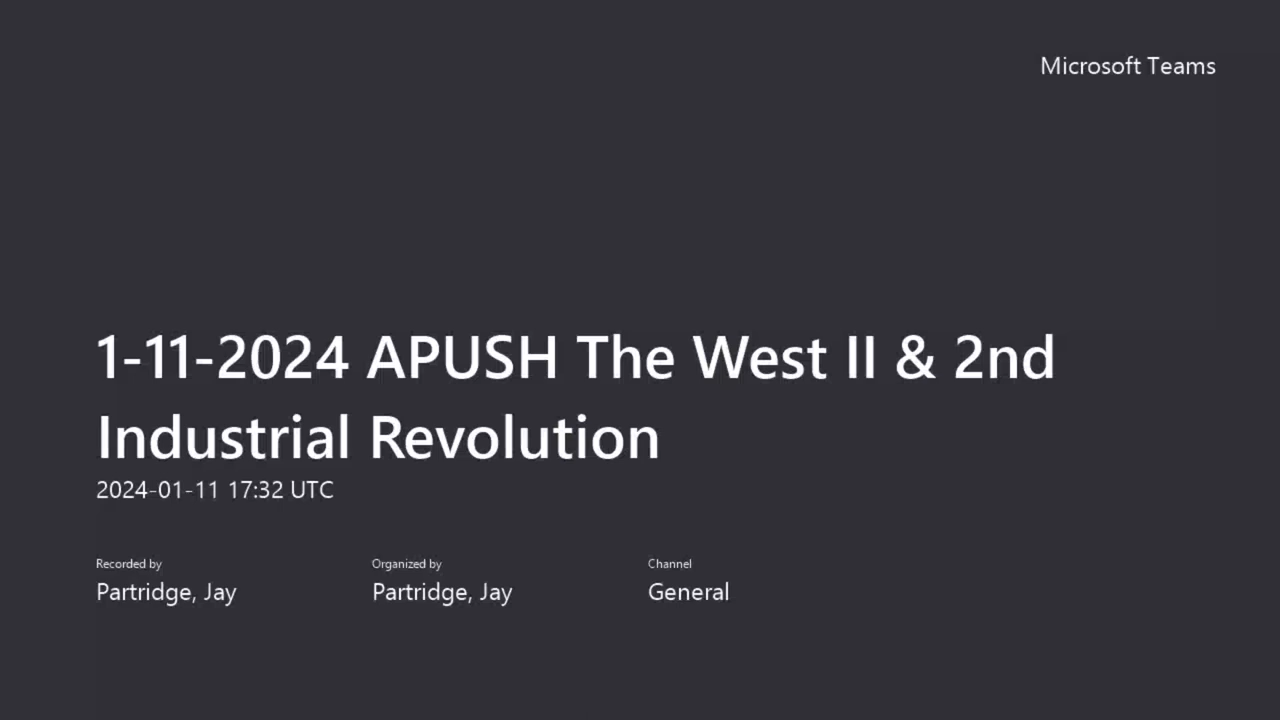 Microsoft Teams
1-11-2024 APUSH The West II & 2nd
Industrial Revolution
2024-01-11 17:32 UTC
Recorded by
Partridge, Jay
Organized by
Partridge, Jay
Channel
General